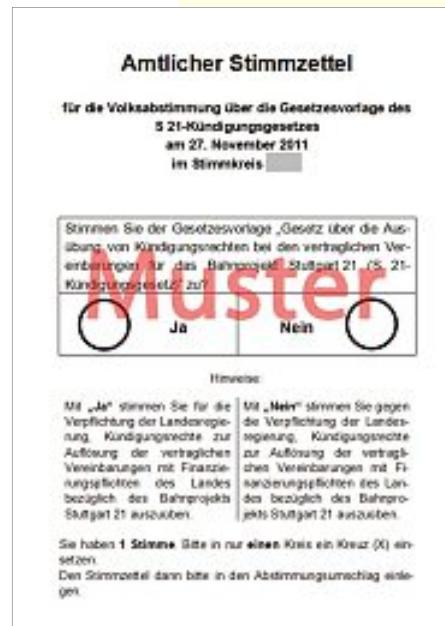 Amtlicher Stimmzettel
für die Volksabstimmung über die Gesetzesvorlage des
S 21-Kündigungsgesetzes
am 27. November 2011
im Stimmkreis
Stimmen Sie der Gesetzesvorlage „Gesetz über die Aus-
übung von Kündigungsrechten bei den vertraglichen Ver-
einbarungen für das Bahnprojekt Stuttgart 21 (S 21-
Kündigungsgesetz)“ zu?
Muster
Ja
Nein
Hinweise:
Mit „Ja“ stimmen Sie für die
Verpflichtung der Landesregie-
rung, Kündigungsrechte zur
Auflösung der vertraglichen
Vereinbarungen mit Finanzie-
rungspflichten des Landes
bezüglich des Bahnprojekts
Stuttgart 21 auszuüben.
Mit „Nein“ stimmen Sie gegen
die Verpflichtung der Landes-
regierung, Kündigungsrechte
zur Auflösung der vertragli-
chen Vereinbarungen mit Fi-
nanzierungspflichten des Lan-
des bezüglich des Bahnpro-
jekts Stuttgart 21 auszuüben.
Sie haben 1 Stimme. Bitte in nur einen Kreis ein Kreuz (X) ein-
setzen.
Den Stimmzettel dann bitte in den Abstimmungsumschlag einle-
gen.